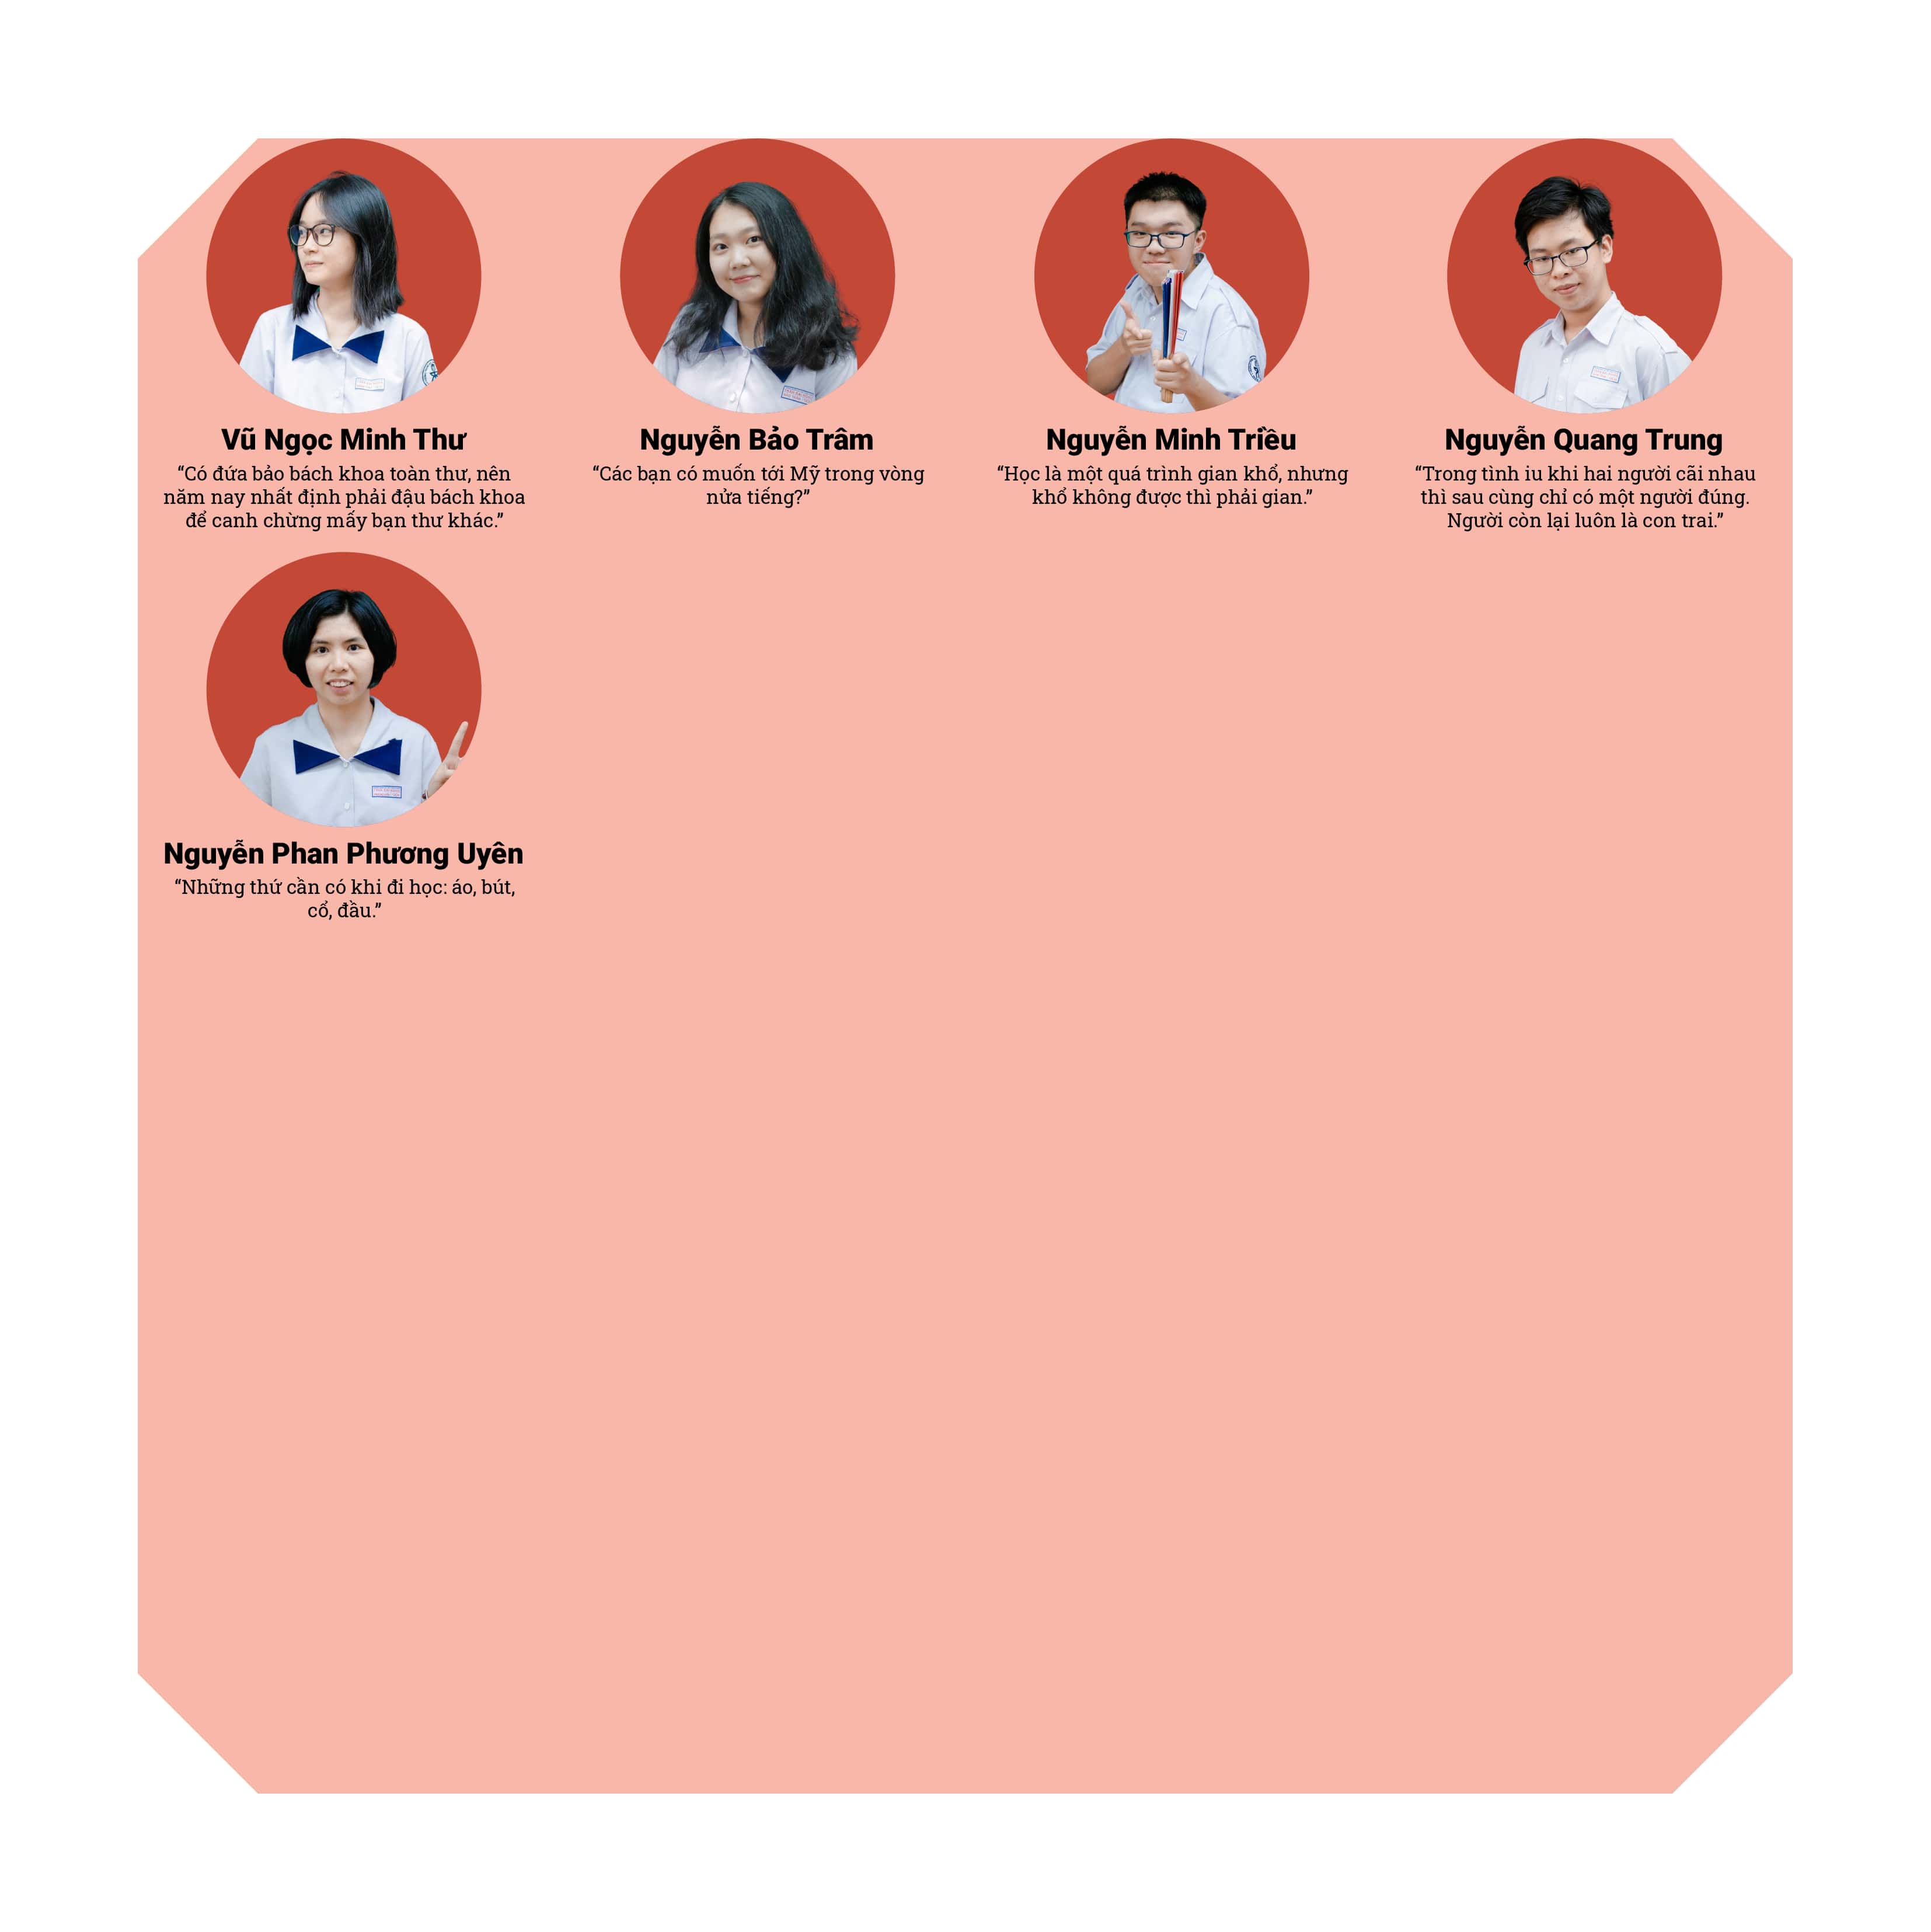 Vũ Ngọc Minh Thư
“Có đứa bảo bách khoa toàn thư, nên
năm nay nhất định phải đậu bách khoa
để canh chừng mấy bạn thư khác.”
Nguyễn Bảo Trâm
“Các bạn có muốn tới Mỹ trong vòng
nửa tiếng?”
Nguyễn Minh Triều
“Học là một quá trình gian khổ, nhưng
khổ không được thì phải gian.”
Nguyễn Quang Trung
“Trong tình iu khi hai người cãi nhau
thì sau cùng chỉ có một người đúng.
Người còn lại luôn là con trai.”
Nguyễn Phan Phương Uyên
“Những thứ cần có khi đi học: áo, bút,
cổ, đầu.”